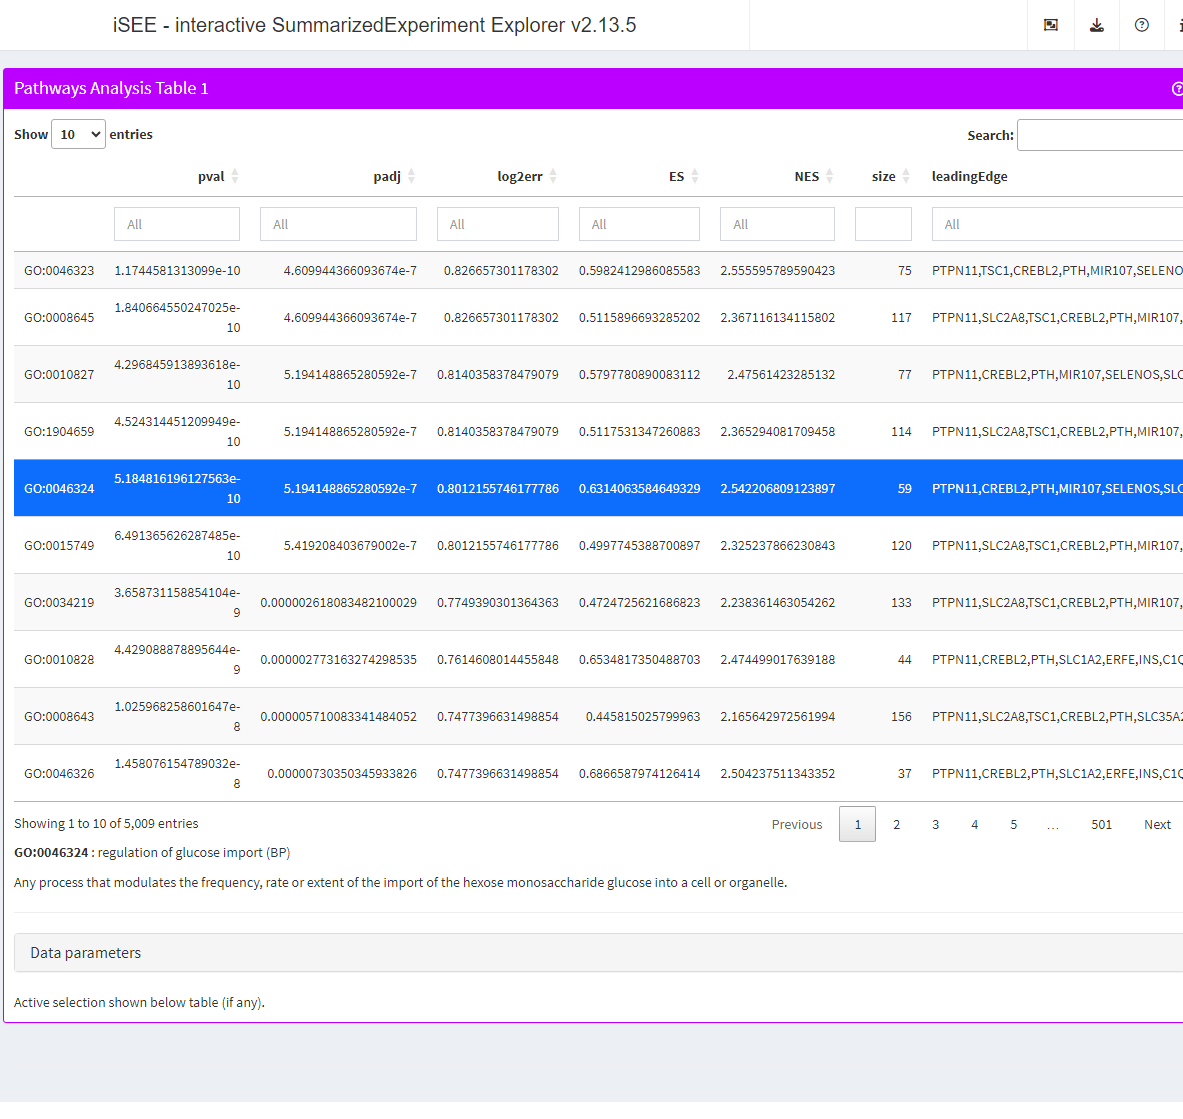 iSEE - interactive SummarizedExperiment Explorer v2.13.5
Pathways Analysis Table 1
Show 10 entries Search:
pval padj log2err ES NES size leadingEdge
All All All All All All
GO:0046323 1.1744581313099e-10 4.609944366093674e-7 0.826657301178302 0.5982412986085583 2.555595789590423 75 PTPN11,TSC1,CREBL2,PTH,MIR107,SELENO
GO:0008645 1.840664550247025e-10 4.609944366093674e-7 0.826657301178302 0.5115896693285202 2.367116134115802 117 PTPN11,SLC2A8,TSC1,CREBL2,PTH,MIR107,
GO:0010827 4.296845913893618e-10 5.194148865280592e-7 0.8140358378479079 0.5797780890083112 2.47561423285132 77 PTPN11,CREBL2,PTH,MIR107,SELENOS,SLC
GO:1904659 4.524314451209949e-10 5.194148865280592e-7 0.8140358378479079 0.5117531347260883 2.365294081709458 114 PTPN11,SLC2A8,TSC1,CREBL2,PTH,MIR107,
GO:0046324 5.184816196127563e-10 5.194148865280592e-7 0.8012155746177786 0.6314063584649329 2.542206809123897 59 PTPN11,CREBL2,PTH,MIR107,SELENOS,SLC
GO:0015749 6.491365626287485e-10 5.419208403679002e-7 0.8012155746177786 0.4997745388700897 2.325237866230843 120 PTPN11,SLC2A8,TSC1,CREBL2,PTH,MIR107,
GO:0034219 3.658731158854104e-9 0.000002618083482100029 0.7749390301364363 0.4724725621686823 2.238361463054262 133 PTPN11,SLC2A8,TSC1,CREBL2,PTH,MIR107,
GO:0010828 4.429088878895644e-9 0.000002773163274298535 0.7614608014455848 0.6534817350488703 2.474499017639188 44 PTPN11,CREBL2,PTH,SLC1A2,ERFE,INS,C1Q
GO:0008643 1.025968258601647e-8 0.000005710083341484052 0.7477396631498854 0.445815025799963 2.165642972561994 156 PTPN11,SLC2A8,TSC1,CREBL2,PTH,SLC35A2
GO:0046326 1.458076154789032e-8 0.00000730350345933826 0.7477396631498854 0.6866587974126414 2.504237511343352 37 PTPN11,CREBL2,PTH,SLC1A2,ERFE,INS,C1Q
Showing 1 to 10 of 5,009 entries Previous 1 2 3 4 5 … 501 Next
GO:0046324 : regulation of glucose import (BP)
Any process that modulates the frequency, rate or extent of the import of the hexose monosaccharide glucose into a cell or organelle.
Data parameters
Active selection shown below table (if any).